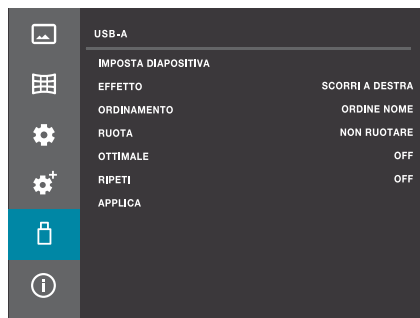 USB-A
IMPOSTA DIAPOSITIVA
EFFETTO SCORRI A DESTRA
ORDINAMENTO ORDINE NOME
RUOTA NON RUOTARE
OTTIMALE OFF
RIPETI OFF
APPLICA